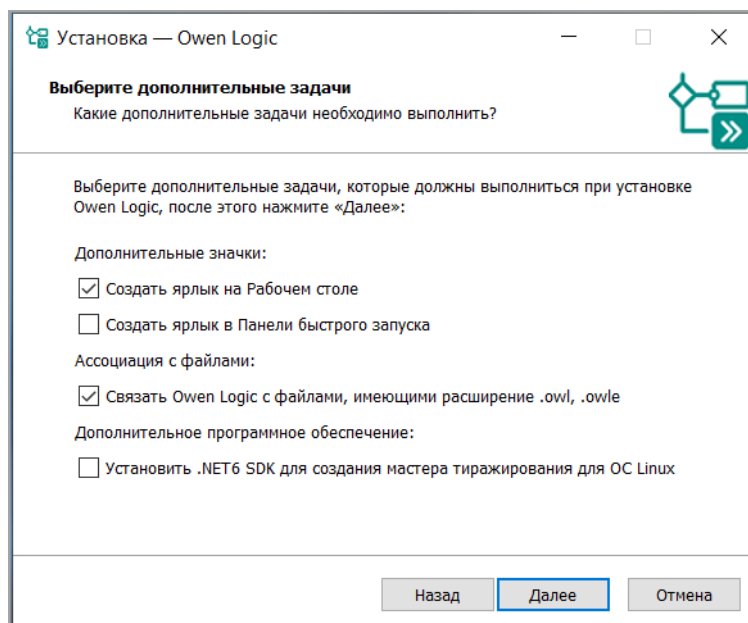 Установка — Owen Logic
Выберите дополнительные задачи
Какие дополнительные задачи необходимо выполнить?
Выберите дополнительные задачи, которые должны выполниться при установке
Owen Logic, после этого нажмите «Далее»:
Дополнительные значки:
Создать ярлык на Рабочем столе
Создать ярлык в Панели быстрого запуска
Ассоциация с файлами:
Связать Owen Logic с файлами, имеющими расширение .owl, .owle
Дополнительное программное обеспечение:
Установить .NET6 SDK для создания мастера тиражирования для ОС Linux
Назад Далее Отмена